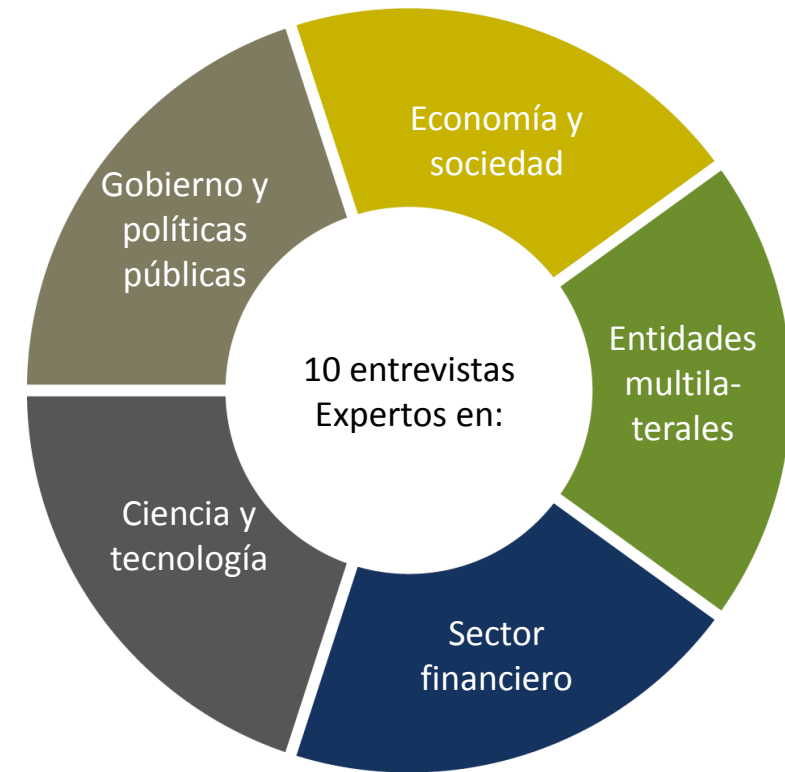 Economía y
sociedad
Gobierno y
políticas
públicas
Entidades
multila-
terales
10 entrevistas
Expertos en:
Ciencia y
tecnología
Sector
financiero